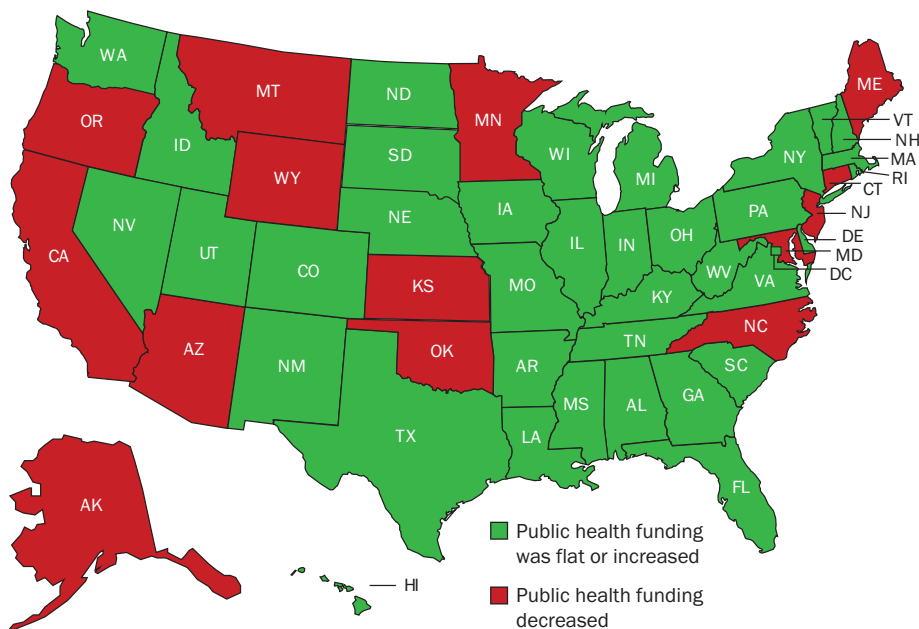 WA
MT
ND
MN
ME
VT
NH
MA
RI
CT
NJ
DE
MD
DC
OR
ID
WY
SD
WI
MI
NY
NV
UT
CO
NE
IA
IL
IN
OH
PA
CA
KS
MO
KY
WV
VA
AZ
NM
OK
AR
TN
NC
SC
TX
LA
MS
AL
GA
FL
AK
HI
Public health funding
was flat or increased
Public health funding
decreased